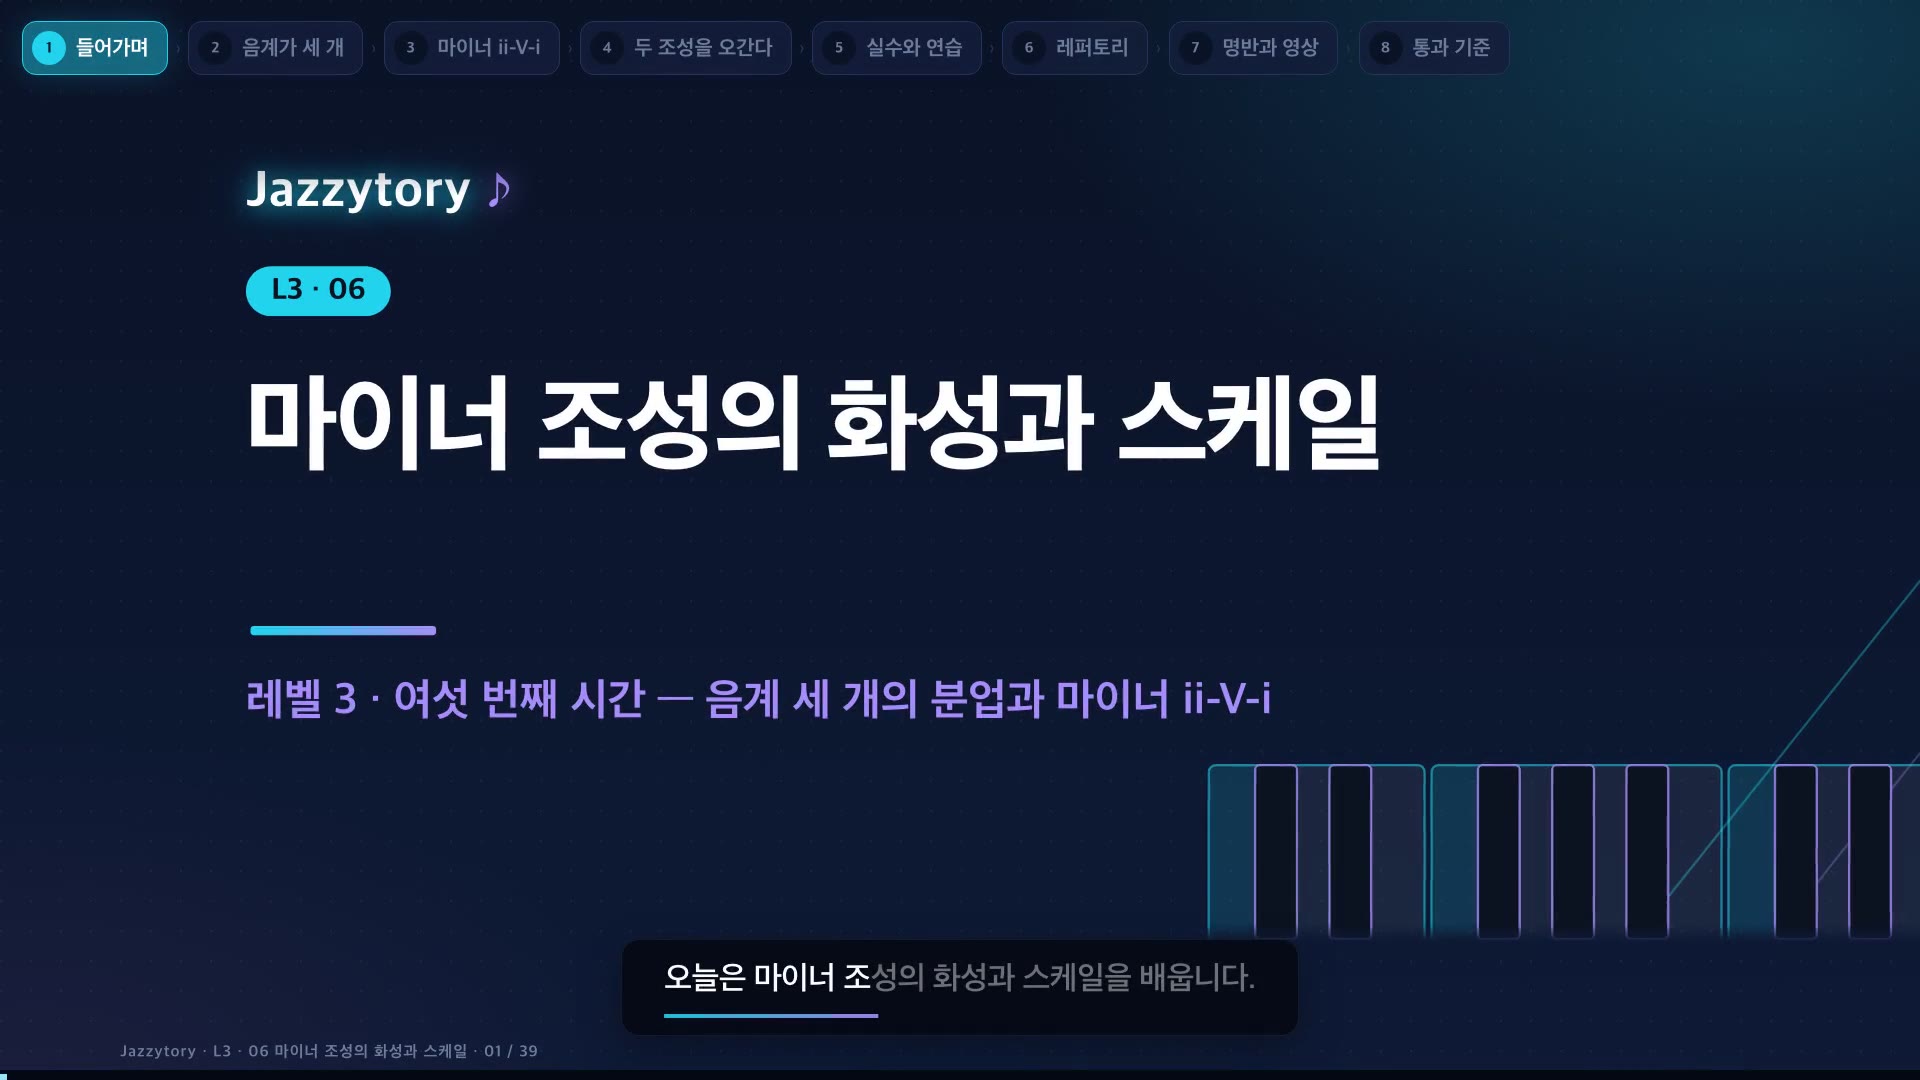 1 들어가며 › 2 음계가 세 개 › 3 마이너 ii-V-i › 4 두 조성을 오간다 › 5 실수와 연습 › 6 레퍼토리 › 7 명반과 영상 › 8 통과 기준
Jazzytory ♪
L3 · 06
마이너 조성의 화성과 스케일
레벨 3 · 여섯 번째 시간 — 음계 세 개의 분업과 마이너 ii-V-i
오늘은 마이너 조성의 화성과 스케일을 배웁니다.
Jazzytory · L3 · 06 마이너 조성의 화성과 스케일 · 01 / 39